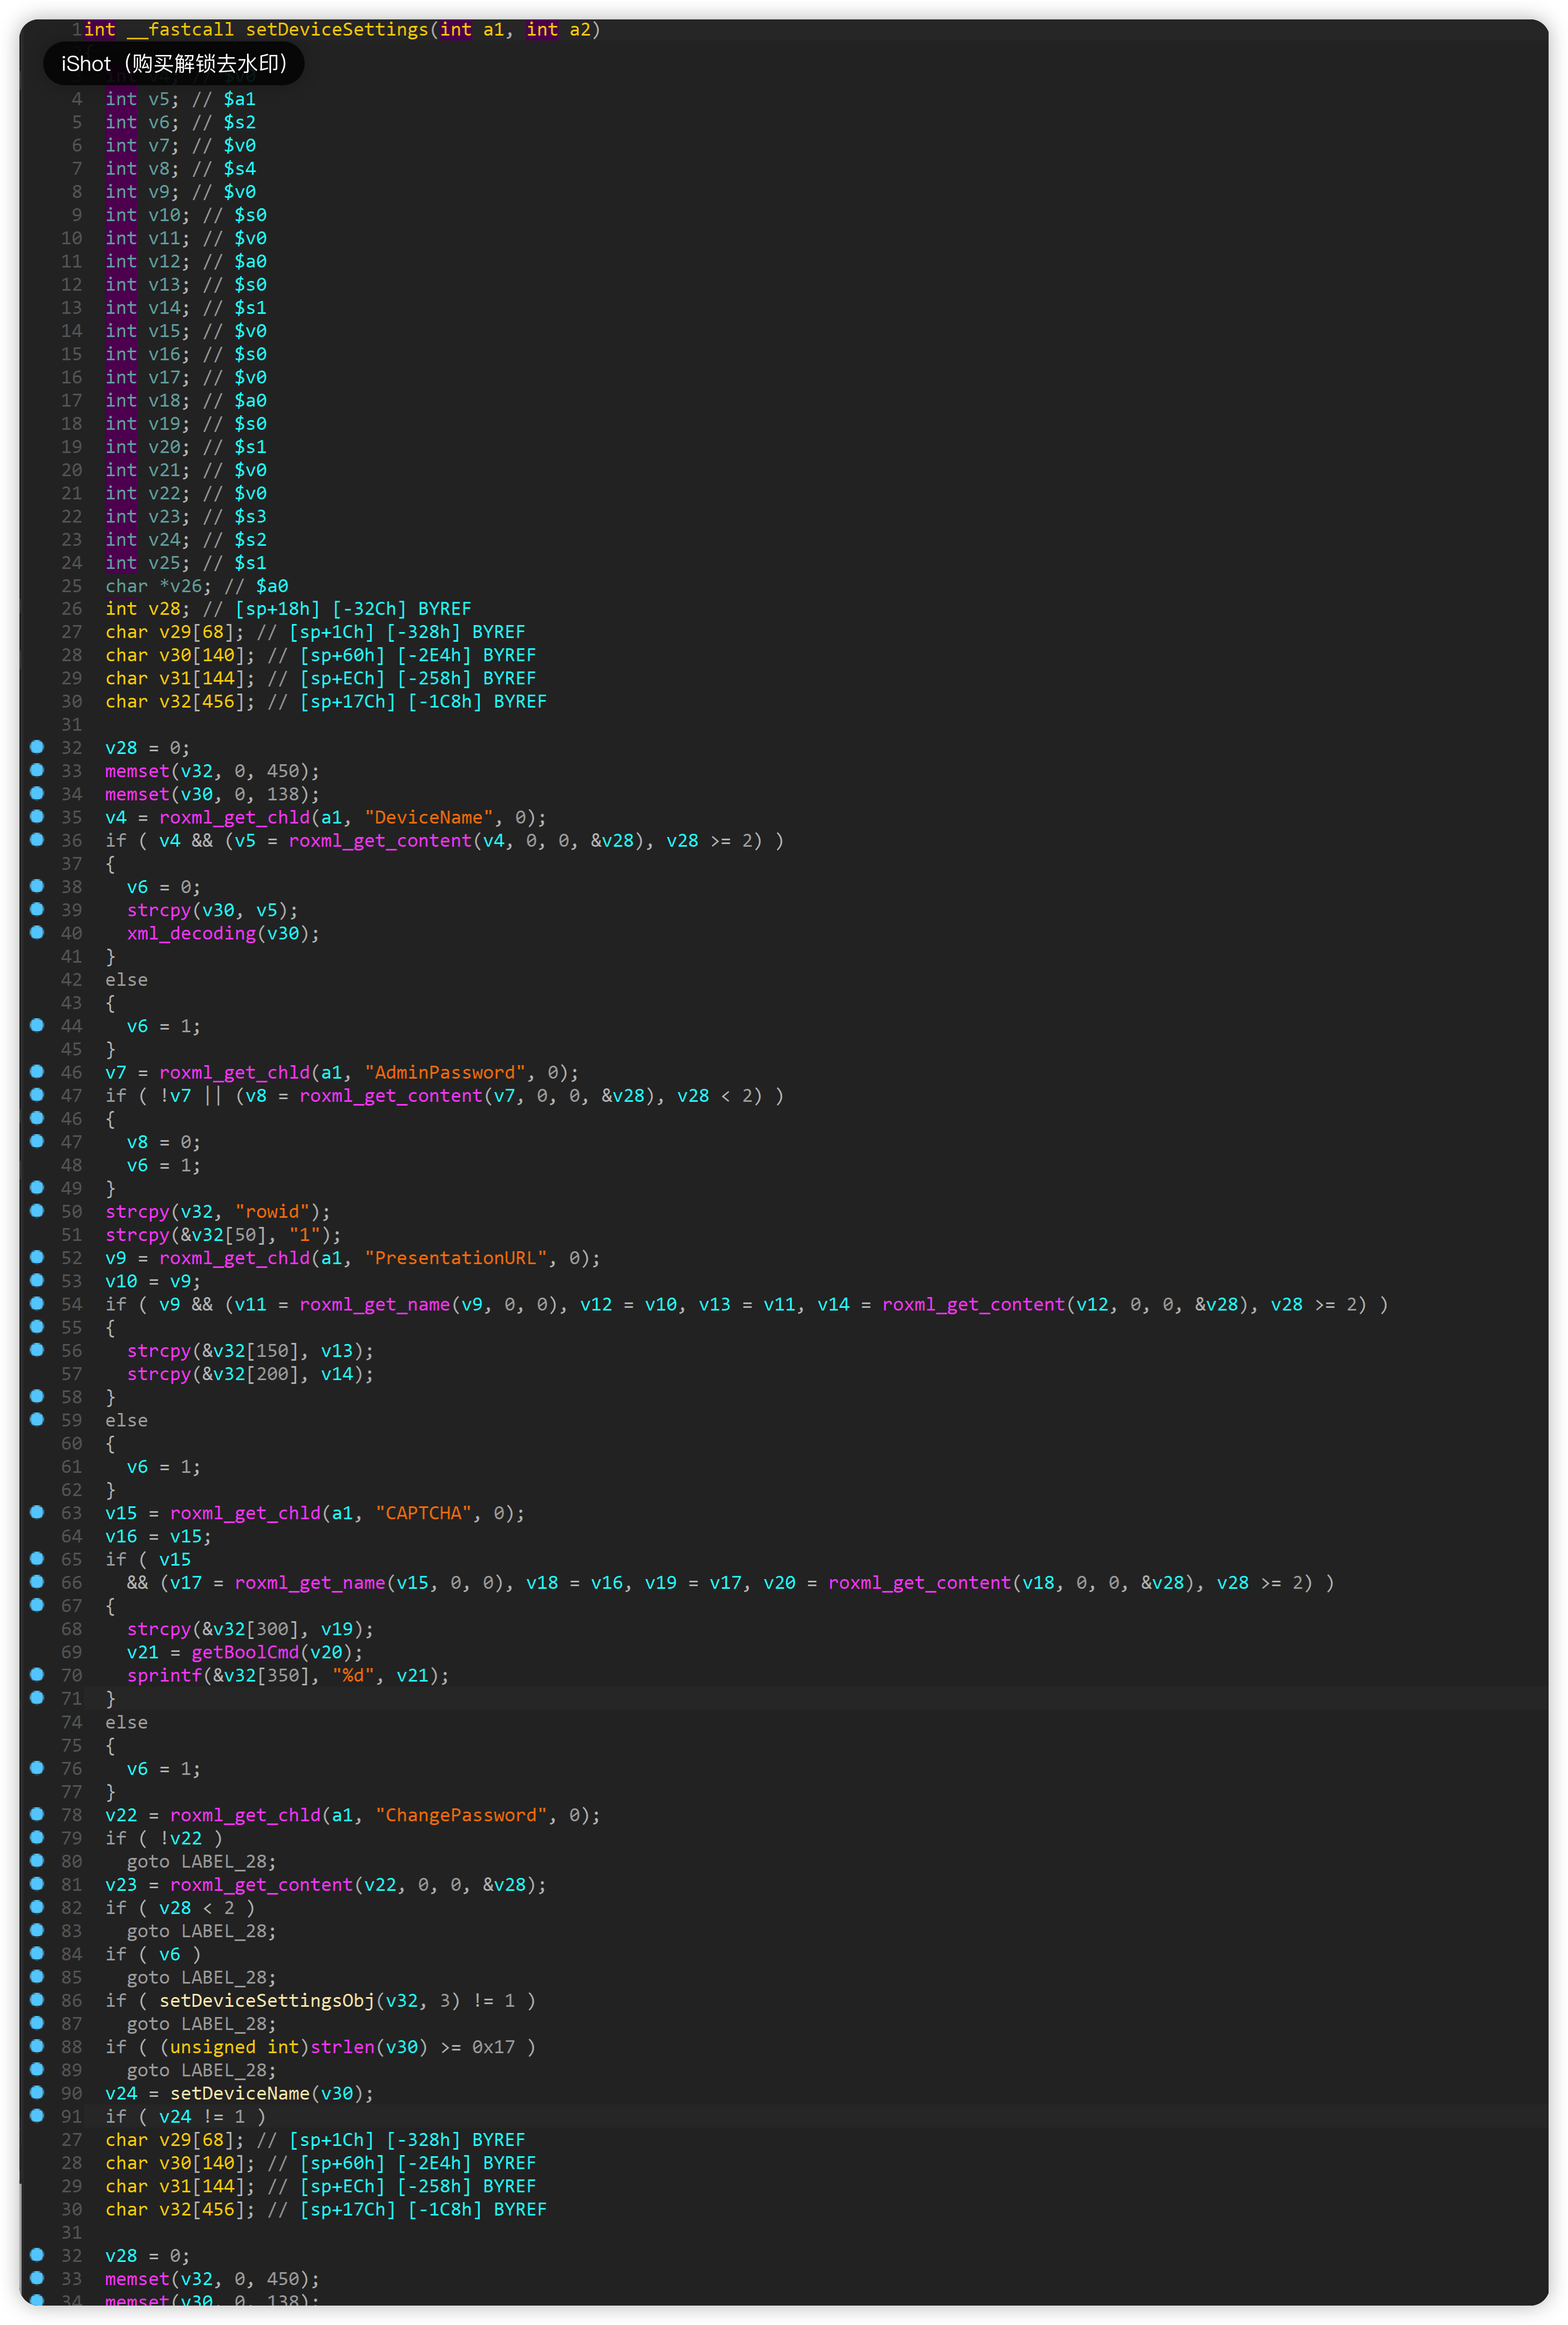 1int __fastcall setDeviceSettings(int a1, int a2)
iShot（购买解锁去水印）
4 int v5; // $a1
5 int v6; // $s2
6 int v7; // $v0
7 int v8; // $s4
8 int v9; // $v0
9 int v10; // $s0
10 int v11; // $v0
11 int v12; // $a0
12 int v13; // $s0
13 int v14; // $s1
14 int v15; // $v0
15 int v16; // $s0
16 int v17; // $v0
17 int v18; // $a0
18 int v19; // $s0
19 int v20; // $s1
20 int v21; // $v0
21 int v22; // $v0
22 int v23; // $s3
23 int v24; // $s2
24 int v25; // $s1
25 char *v26; // $a0
26 int v28; // [sp+18h] [-32Ch] BYREF
27 char v29[68]; // [sp+1Ch] [-328h] BYREF
28 char v30[140]; // [sp+60h] [-2E4h] BYREF
29 char v31[144]; // [sp+ECh] [-258h] BYREF
30 char v32[456]; // [sp+17Ch] [-1C8h] BYREF
31
32 v28 = 0;
33 memset(v32, 0, 450);
34 memset(v30, 0, 138);
35 v4 = roxml_get_chld(a1, "DeviceName", 0);
36 if ( v4 && (v5 = roxml_get_content(v4, 0, 0, &v28), v28 >= 2) )
37 {
38 v6 = 0;
39 strcpy(v30, v5);
40 xml_decoding(v30);
41 }
42 else
43 {
44 v6 = 1;
45 }
46 v7 = roxml_get_chld(a1, "AdminPassword", 0);
47 if ( !v7 || (v8 = roxml_get_content(v7, 0, 0, &v28), v28 < 2) )
46 {
47 v8 = 0;
48 v6 = 1;
49 }
50 strcpy(v32, "rowid");
51 strcpy(&v32[50], "1");
52 v9 = roxml_get_chld(a1, "PresentationURL", 0);
53 v10 = v9;
54 if ( v9 && (v11 = roxml_get_name(v9, 0, 0), v12 = v10, v13 = v11, v14 = roxml_get_content(v12, 0, 0, &v28), v28 >= 2) )
55 {
56 strcpy(&v32[150], v13);
57 strcpy(&v32[200], v14);
58 }
59 else
60 {
61 v6 = 1;
62 }
63 v15 = roxml_get_chld(a1, "CAPTCHA", 0);
64 v16 = v15;
65 if ( v15
66 && (v17 = roxml_get_name(v15, 0, 0), v18 = v16, v19 = v17, v20 = roxml_get_content(v18, 0, 0, &v28), v28 >= 2) )
67 {
68 strcpy(&v32[300], v19);
69 v21 = getBoolCmd(v20);
70 sprintf(&v32[350], "%d", v21);
71 }
74 else
75 {
76 v6 = 1;
77 }
78 v22 = roxml_get_chld(a1, "ChangePassword", 0);
79 if ( !v22 )
80 goto LABEL_28;
81 v23 = roxml_get_content(v22, 0, 0, &v28);
82 if ( v28 < 2 )
83 goto LABEL_28;
84 if ( v6 )
85 goto LABEL_28;
86 if ( setDeviceSettingsObj(v32, 3) != 1 )
87 goto LABEL_28;
88 if ( (unsigned int)strlen(v30) >= 0x17 )
89 goto LABEL_28;
90 v24 = setDeviceName(v30);
91 if ( v24 != 1 )
27 char v29[68]; // [sp+1Ch] [-328h] BYREF
28 char v30[140]; // [sp+60h] [-2E4h] BYREF
29 char v31[144]; // [sp+ECh] [-258h] BYREF
30 char v32[456]; // [sp+17Ch] [-1C8h] BYREF
31
32 v28 = 0;
33 memset(v32, 0, 450);
34 memset(v30, 0, 138);